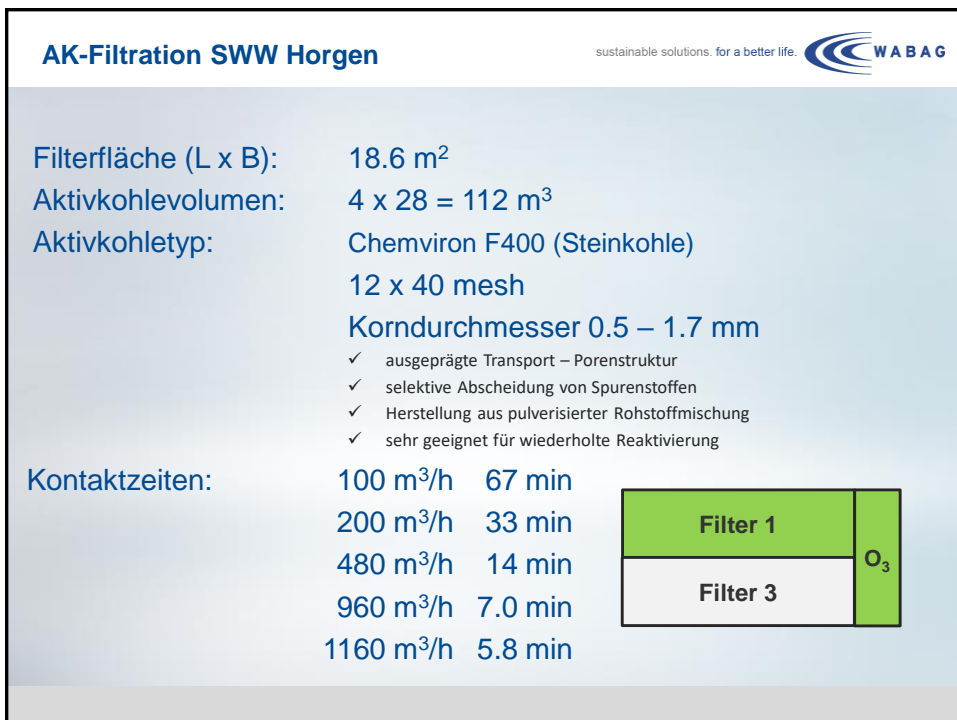 AK-Filtration SWW Horgen
sustainable solutions. for a better life.
WABAG
Filterfläche (L x B): 18.6 m²
Aktivkohlevolumen: 4 x 28 = 112 m³
Aktivkohletyp: Chemviron F400 (Steinkohle)
12 x 40 mesh
Korndurchmesser 0.5 – 1.7 mm
✓ ausgeprägte Transport – Porenstruktur
✓ selektive Abscheidung von Spurenstoffen
✓ Herstellung aus pulverisierter Rohstoffmischung
✓ sehr geeignet für wiederholte Reaktivierung
Kontaktzeiten: 100 m³/h 67 min
200 m³/h 33 min
480 m³/h 14 min
960 m³/h 7.0 min
1160 m³/h 5.8 min
Filter 1
O₃
Filter 3